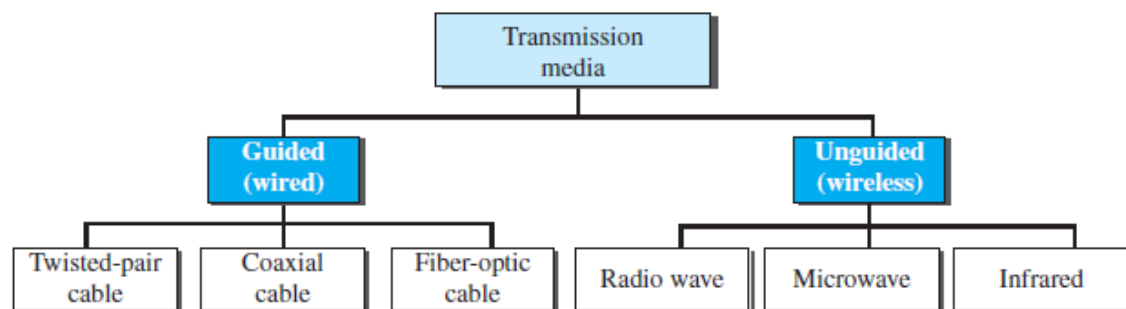 Transmission
media
Guided
(wired)
Unguided
(wireless)
Twisted-pair
cable
Coaxial
cable
Fiber-optic
cable
Radio wave
Microwave
Infrared